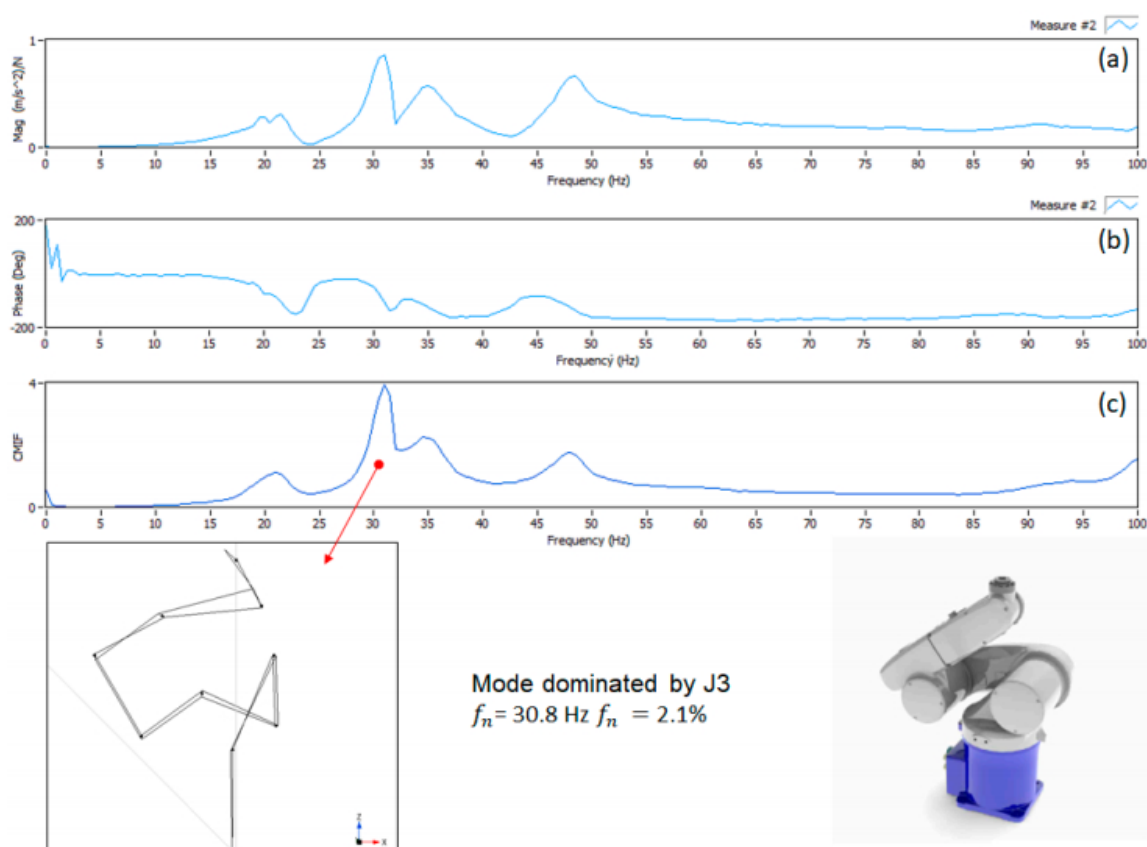 Measure #2
(a)
Mag (m/s^2)/N
1
0
0 5 10 15 20 25 30 35 40 45 50 55 60 65 70 75 80 85 90 95 100
Frequency (Hz)
Measure #2
(b)
Phase (Deg)
200
-200
0 5 10 15 20 25 30 35 40 45 50 55 60 65 70 75 80 85 90 95 100
Frequency (Hz)
(c)
CMIF
4
0
0 5 10 15 20 25 30 35 40 45 50 55 60 65 70 75 80 85 90 95 100
Frequency (Hz)
Mode dominated by J3
fₙ= 30.8 Hz fₙ = 2.1%
Z
X